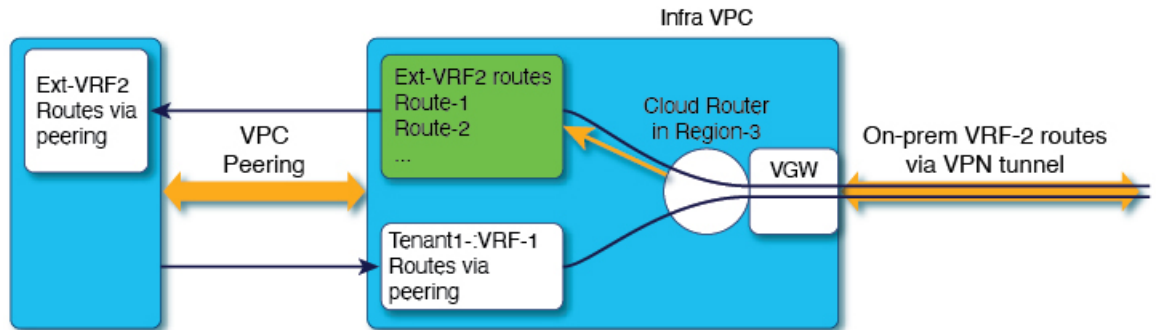 Infra VPC
Ext-VRF2
Routes via
peering
VPC
Peering
Ext-VRF2 routes
Route-1
Route-2
...
Cloud Router
in Region-3
VGW
On-prem VRF-2 routes
via VPN tunnel
Tenant1-:VRF-1
Routes via
peering